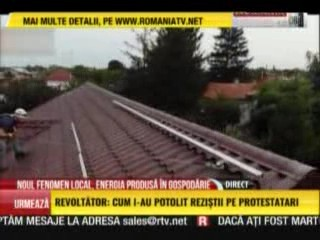 MAI MULTE DETALII, PE WWW.ROMANIATV.NET
NOUL FENOMEN LOCAL, ENERGIA PRODUSĂ ÎN GOSPODĂRIE
DIRECT
URMEAZĂ
REVOLTĂTOR: CUM I-AU POTOLIT REZIȘTII PE PROTESTATARI
PTĂM MESAJE LA ADRESA sms@rtv.net
DACĂ AȚI FOST MART